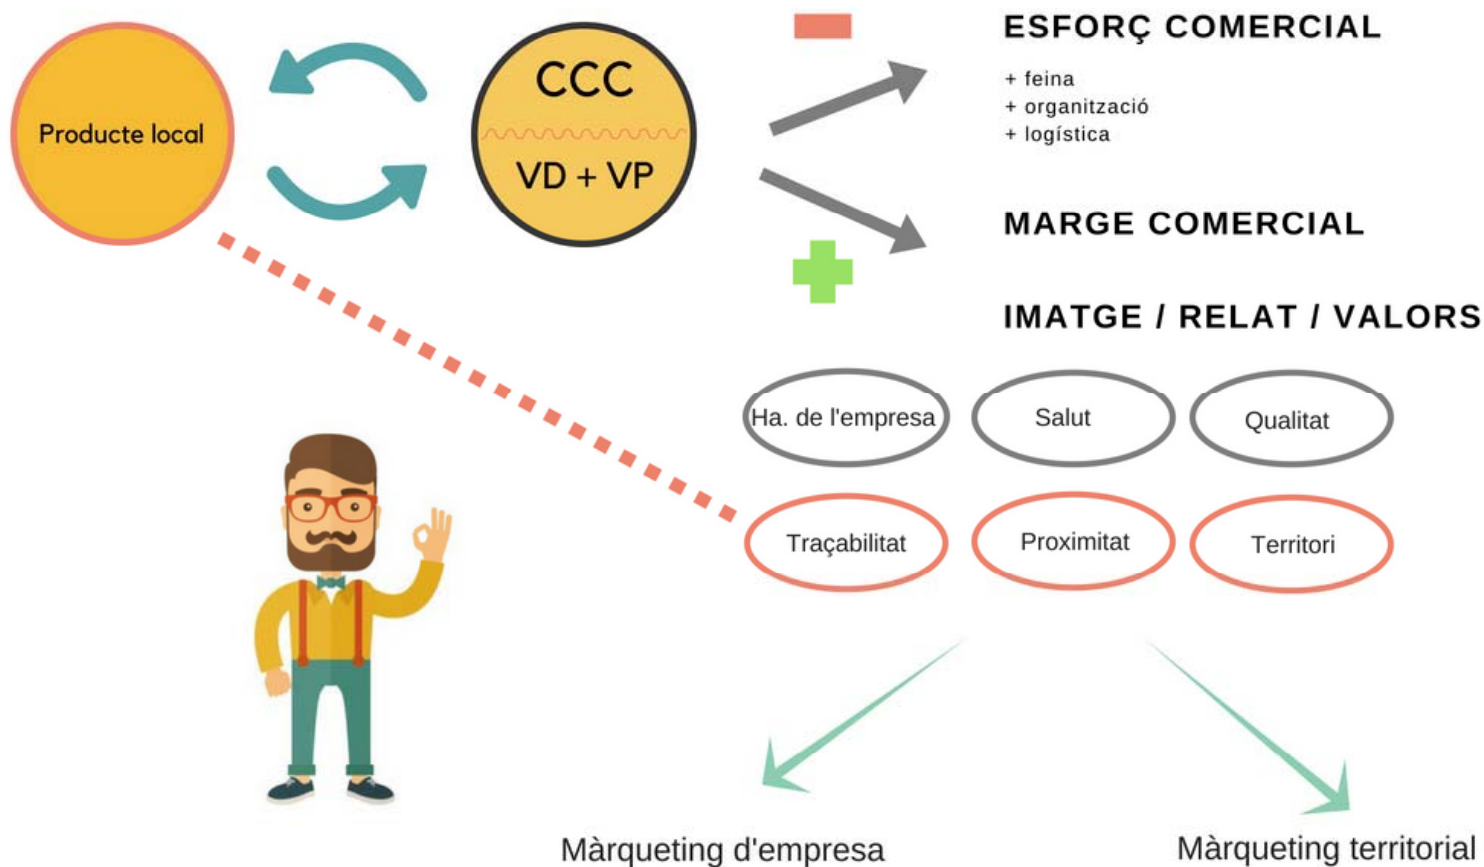 Producte local
CCC
VD + VP
ESFORÇ COMERCIAL
+ feina
+ organització
+ logística
MARGE COMERCIAL
IMATGE / RELAT / VALORS
Ha. de l'empresa
Salut
Qualitat
Traçabilitat
Proximitat
Territori
Màrqueting d'empresa
Màrqueting territorial